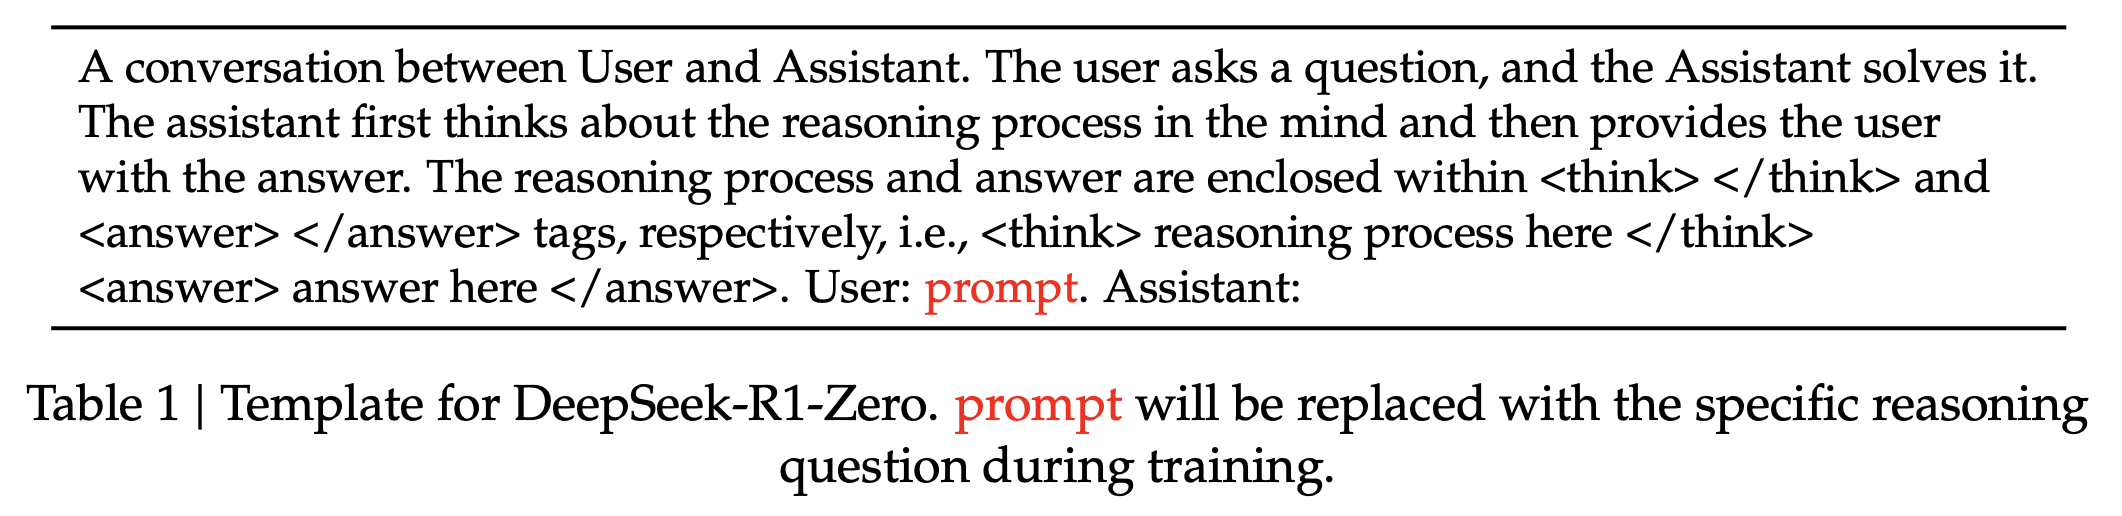 A conversation between User and Assistant. The user asks a question, and the Assistant solves it.
The assistant first thinks about the reasoning process in the mind and then provides the user
with the answer. The reasoning process and answer are enclosed within <think> </think> and
<answer> </answer> tags, respectively, i.e., <think> reasoning process here </think>
<answer> answer here </answer>. User: prompt. Assistant:
Table 1 | Template for DeepSeek-R1-Zero. prompt will be replaced with the specific reasoning
question during training.